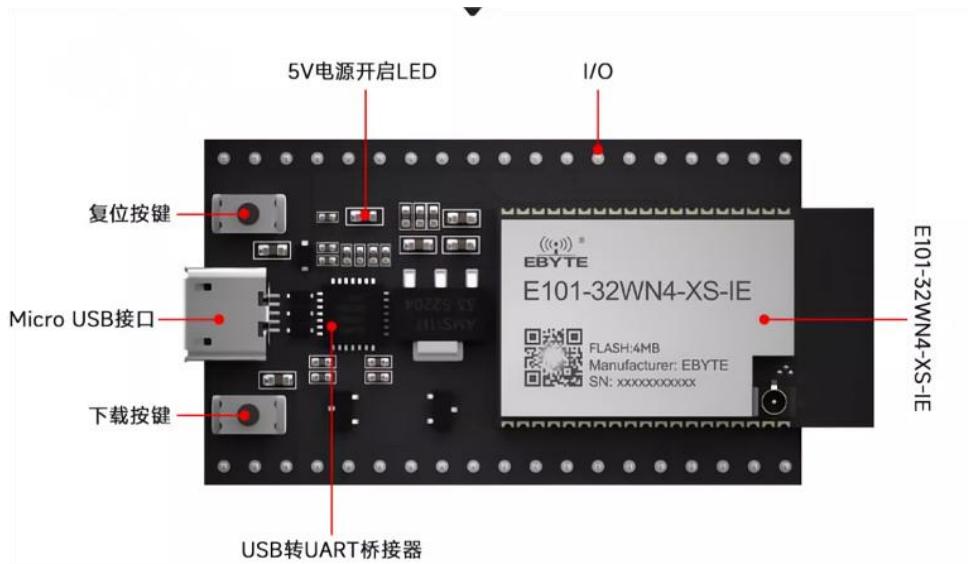 5V电源开启LED
I/O
复位按键
EBYTE
E101-32WN4-XS-IE
Micro USB接口
FLASH:4MB
Manufacturer: EBYTE
SN: xxxxxxxxxxx
E101-32WN4-XS-IE
下载按键
USB转UART桥接器